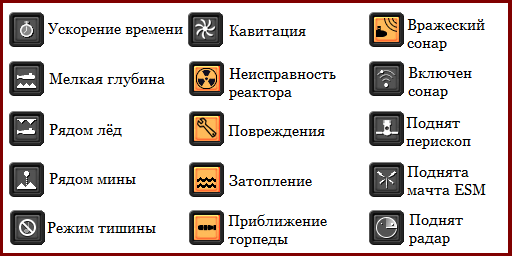 Ускорение времени
Мелкая глубина
Рядом лёд
Рядом мины
Режим тишины
Кавитация
Неисправность
реактора
Повреждения
Затопление
Приближение
торпеды
Вражеский
сонар
Включен
сонар
Поднят
перископ
Поднята
мачта ESM
Поднят
радар